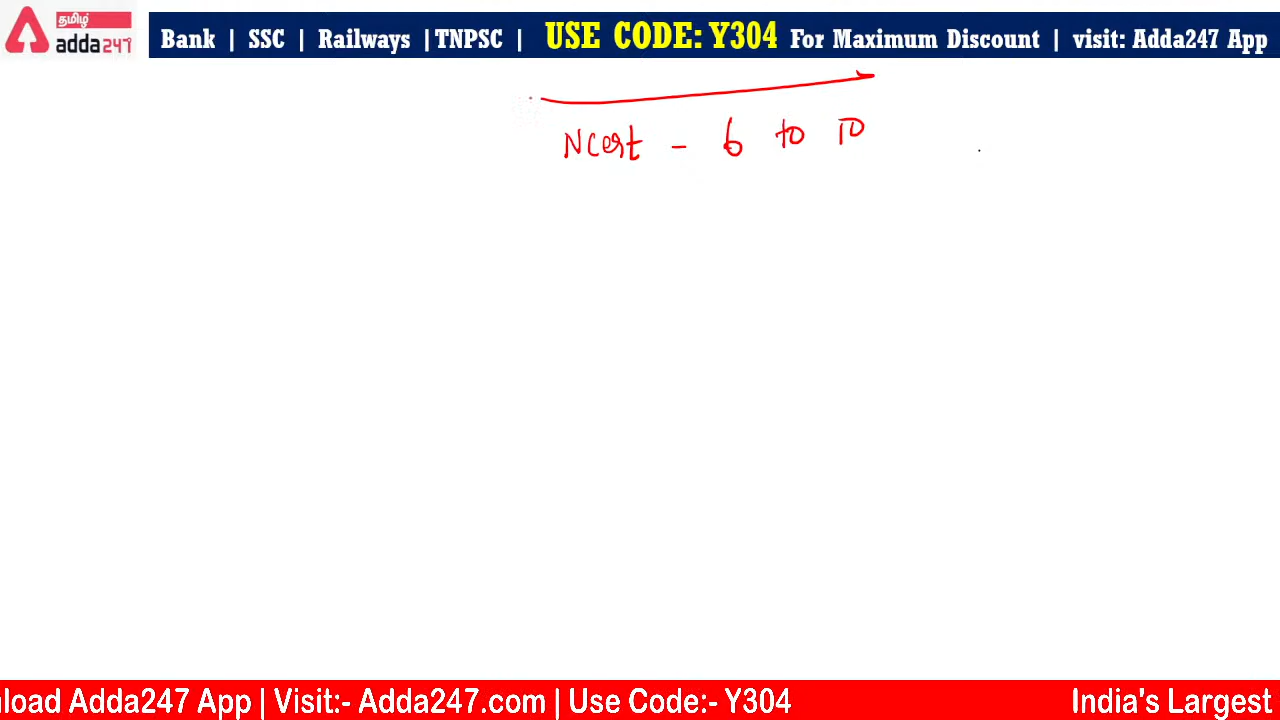 தமிழ்
adda247
Bank | SSC | Railways | TNPSC | USE CODE: Y304 For Maximum Discount | visit: Adda247 App
Ncert - 6 to 10
nload Adda247 App | Visit:- Adda247.com | Use Code:- Y304 India's Largest